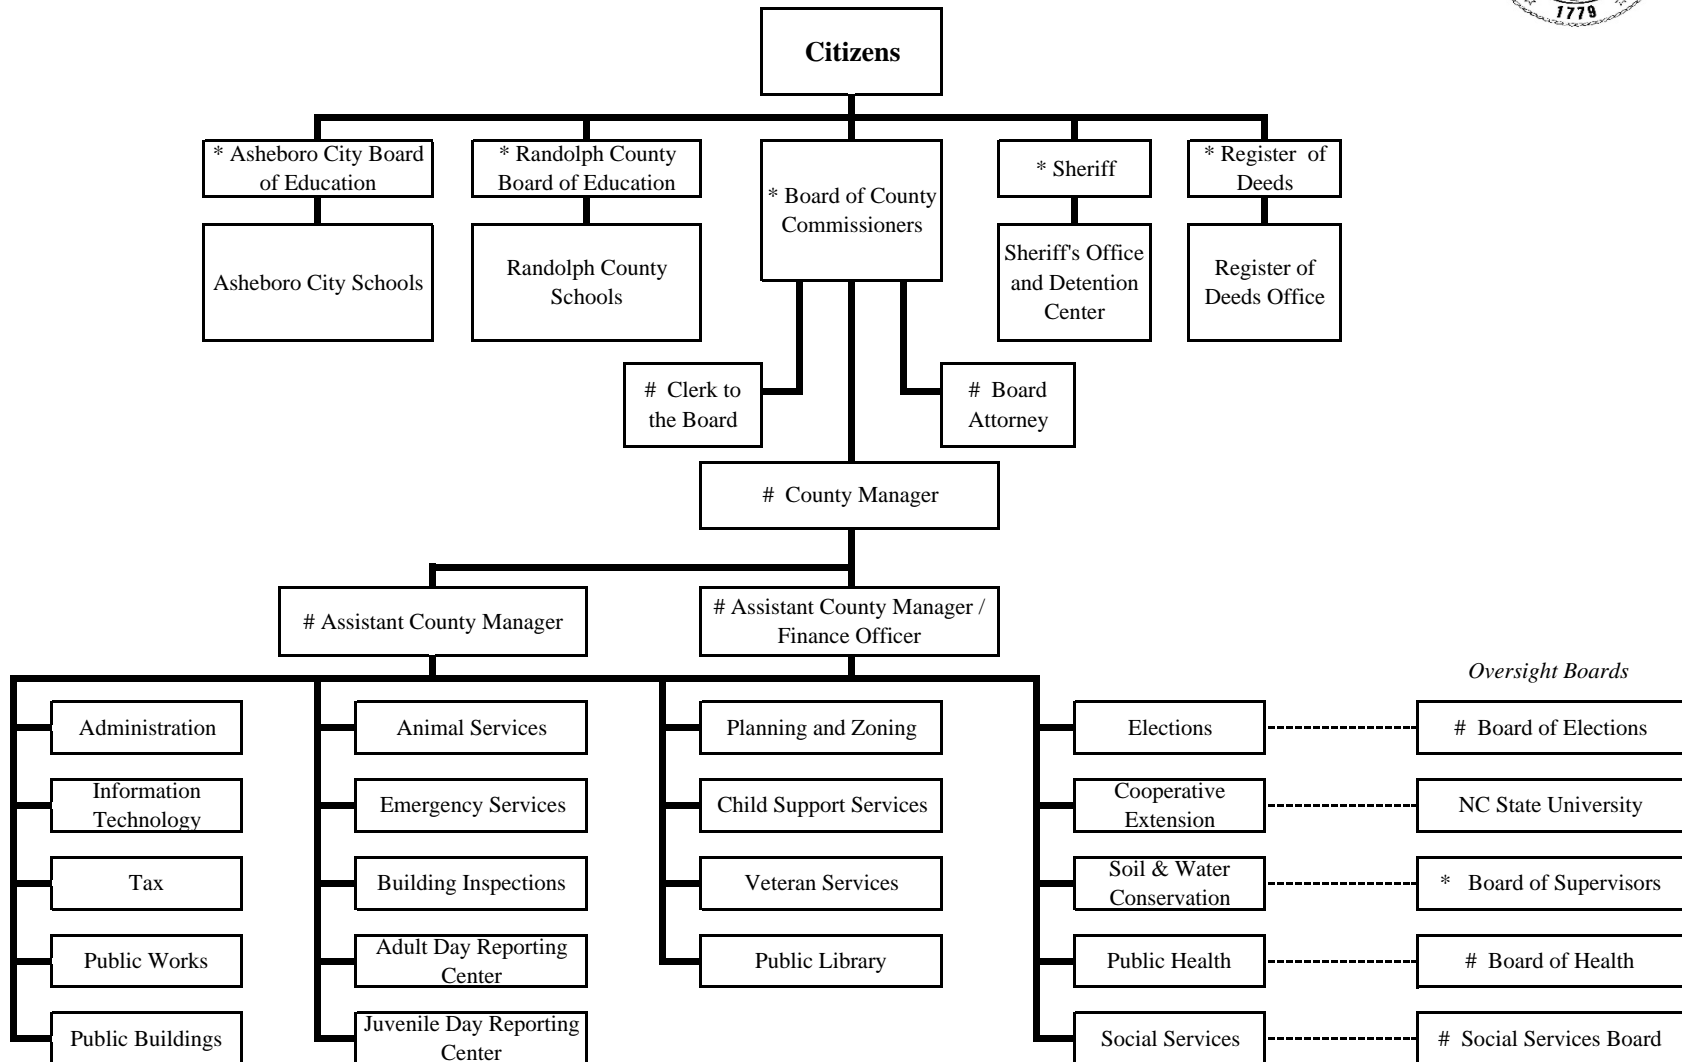 1779
Citizens
* Asheboro City Board
of Education
* Randolph County
Board of Education
* Board of County
Commissioners
* Sheriff
* Register of
Deeds
Asheboro City Schools
Randolph County
Schools
Sheriff's Office
and Detention
Center
Register of
Deeds Office
# Clerk to
the Board
# Board
Attorney
# County Manager
# Assistant County Manager
# Assistant County Manager /
Finance Officer
Oversight Boards
Administration
Animal Services
Planning and Zoning
Elections
# Board of Elections
Information
Technology
Emergency Services
Child Support Services
Cooperative
Extension
NC State University
Tax
Building Inspections
Veteran Services
Soil & Water
Conservation
* Board of Supervisors
Public Works
Adult Day Reporting
Center
Public Library
Public Health
# Board of Health
Public Buildings
Juvenile Day Reporting
Center
Social Services
# Social Services Board